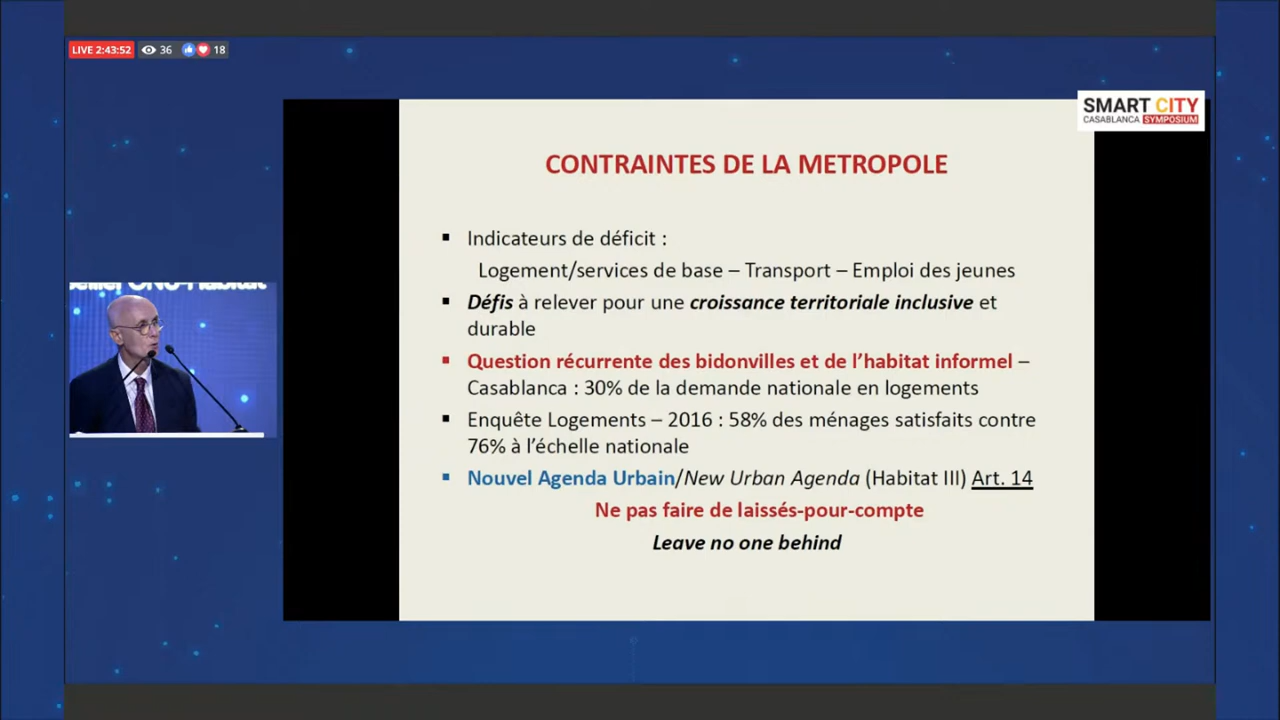 LIVE 2:43:52 36 18
SMART CITY
CASABLANCA SYMPOSIUM
CONTRAINTES DE LA METROPOLE
▪ Indicateurs de déficit :
Logement/services de base – Transport – Emploi des jeunes
▪ Défis à relever pour une croissance territoriale inclusive et
durable
▪ Question récurrente des bidonvilles et de l’habitat informel –
Casablanca : 30% de la demande nationale en logements
▪ Enquête Logements – 2016 : 58% des ménages satisfaits contre
76% à l’échelle nationale
▪ Nouvel Agenda Urbain/New Urban Agenda (Habitat III) Art. 14
Ne pas faire de laissés-pour-compte
Leave no one behind
ONU-Habitat